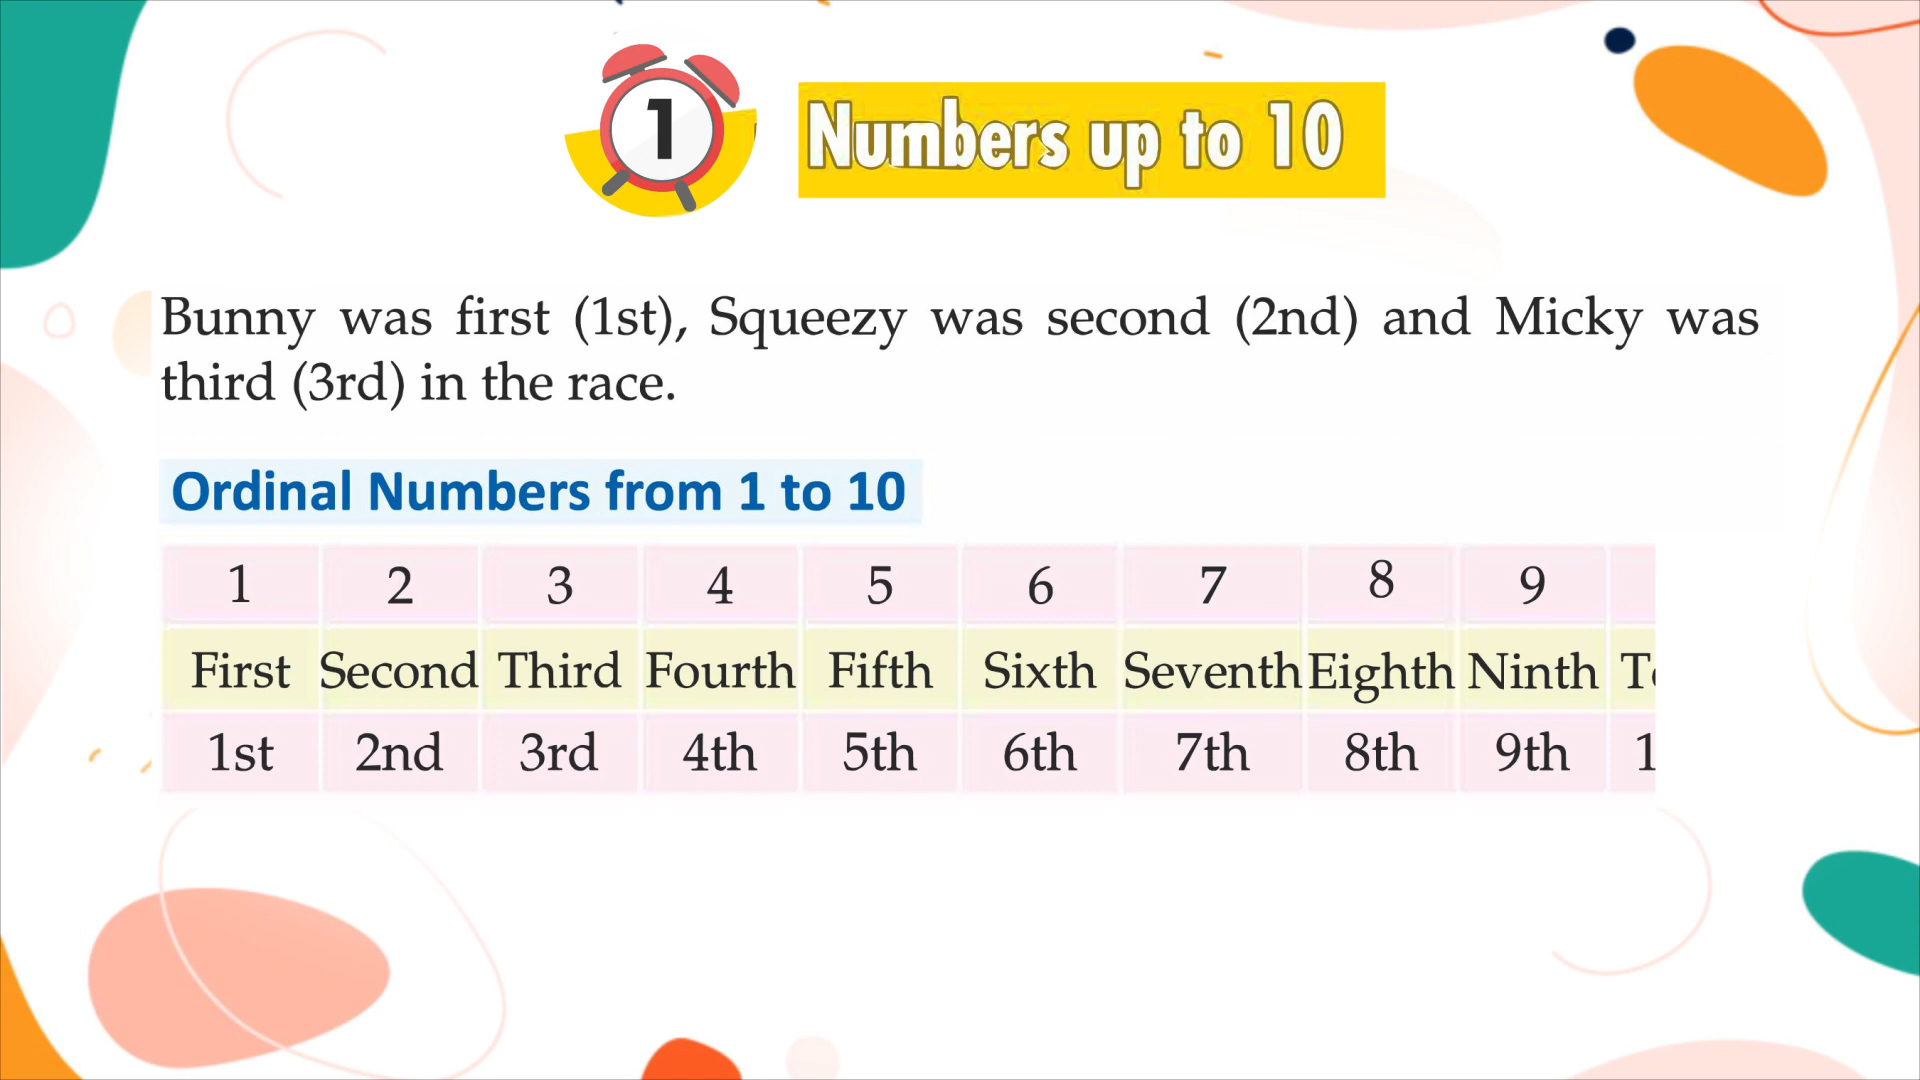 1
Numbers up to 10
Bunny was first (1st), Squeezy was second (2nd) and Micky was
third (3rd) in the race.
Ordinal Numbers from 1 to 10
1 2 3 4 5 6 7 8 9
First Second Third Fourth Fifth Sixth Seventh Eighth Ninth
1st 2nd 3rd 4th 5th 6th 7th 8th 9th